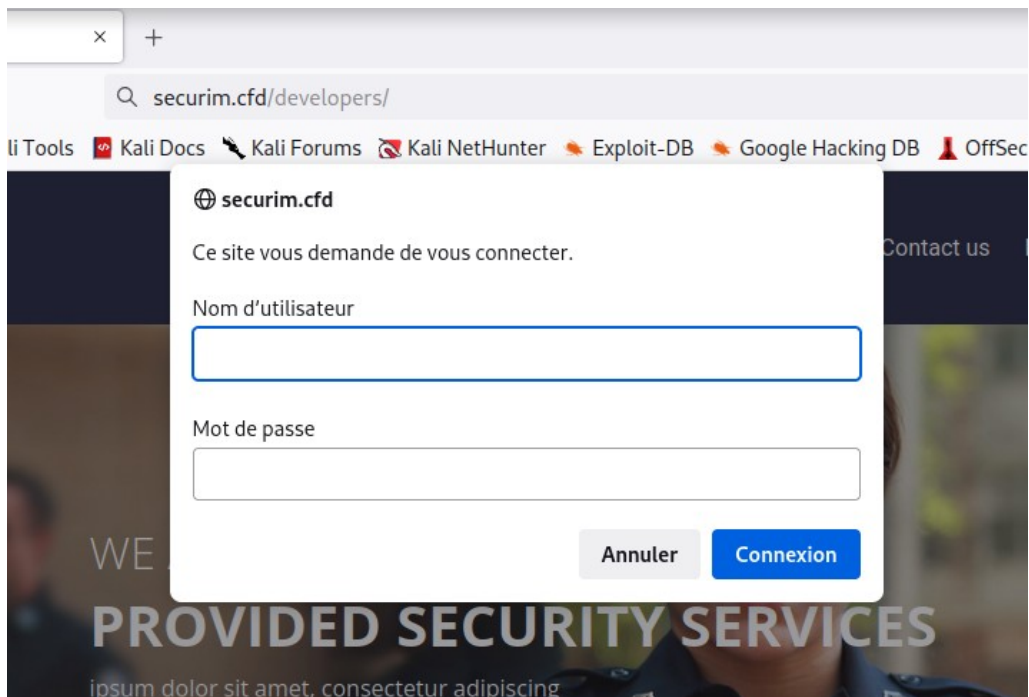 securim.cfd/developers/
li Tools Kali Docs Kali Forums Kali NetHunter Exploit-DB Google Hacking DB OffSec
securim.cfd
Ce site vous demande de vous connecter.
Contact us
Nom d’utilisateur
Mot de passe
Annuler Connexion
WE
PROVIDED SECURITY SERVICES
ipsum dolor sit amet, consectetur adipiscing